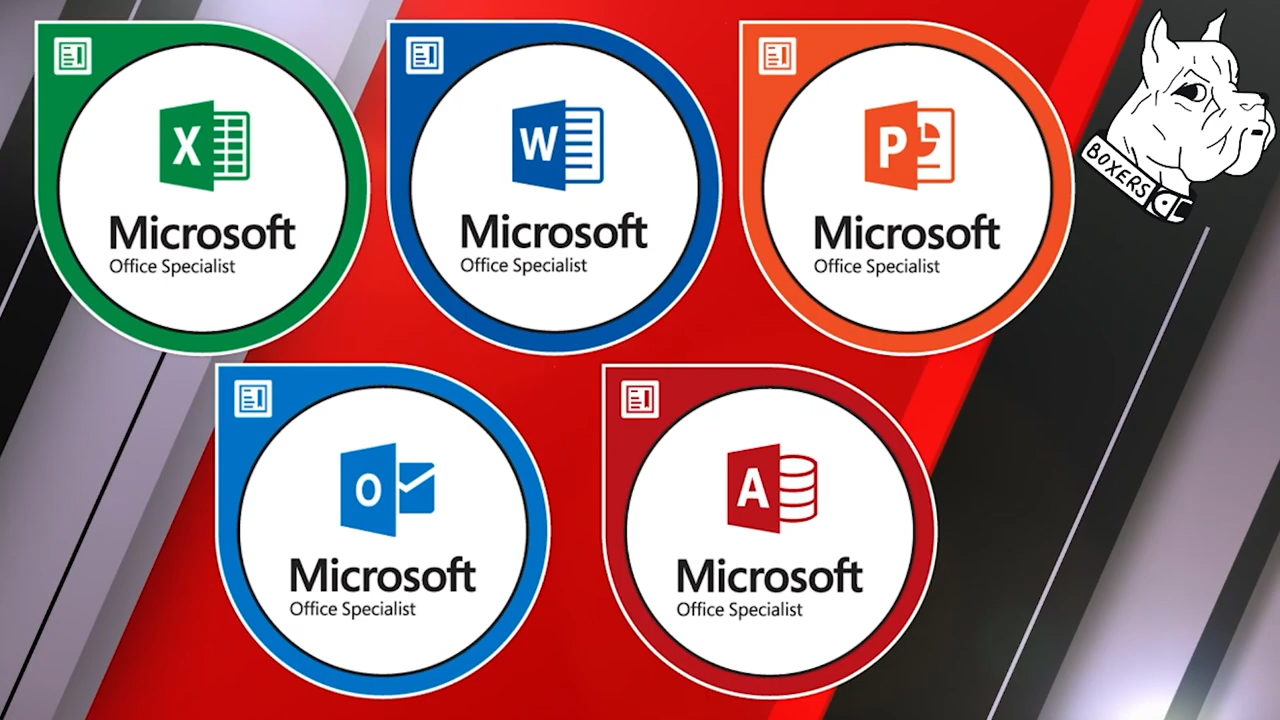 X
Microsoft
Office Specialist
W
Microsoft
Office Specialist
P
Microsoft
Office Specialist
BOXERS
O
Microsoft
Office Specialist
A
Microsoft
Office Specialist